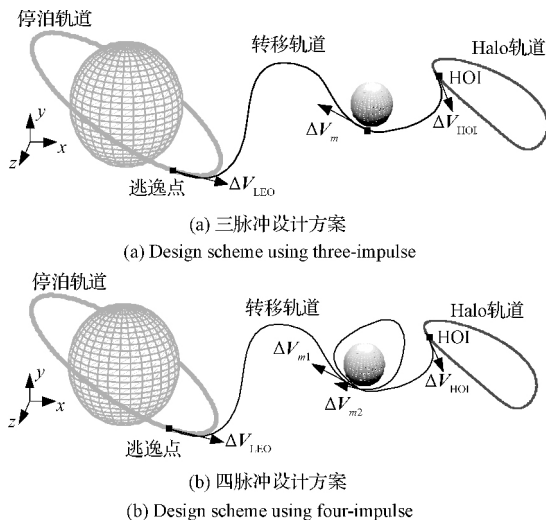 停泊轨道
转移轨道
Halo轨道
HOI
ΔV_m
ΔV_HOI
y
x
z
逃逸点
ΔV_LEO
(a) 三脉冲设计方案
(a) Design scheme using three-impulse
停泊轨道
转移轨道
Halo轨道
HOI
ΔV_m1
ΔV_HOI
ΔV_m2
y
x
z
逃逸点
ΔV_LEO
(b) 四脉冲设计方案
(b) Design scheme using four-impulse